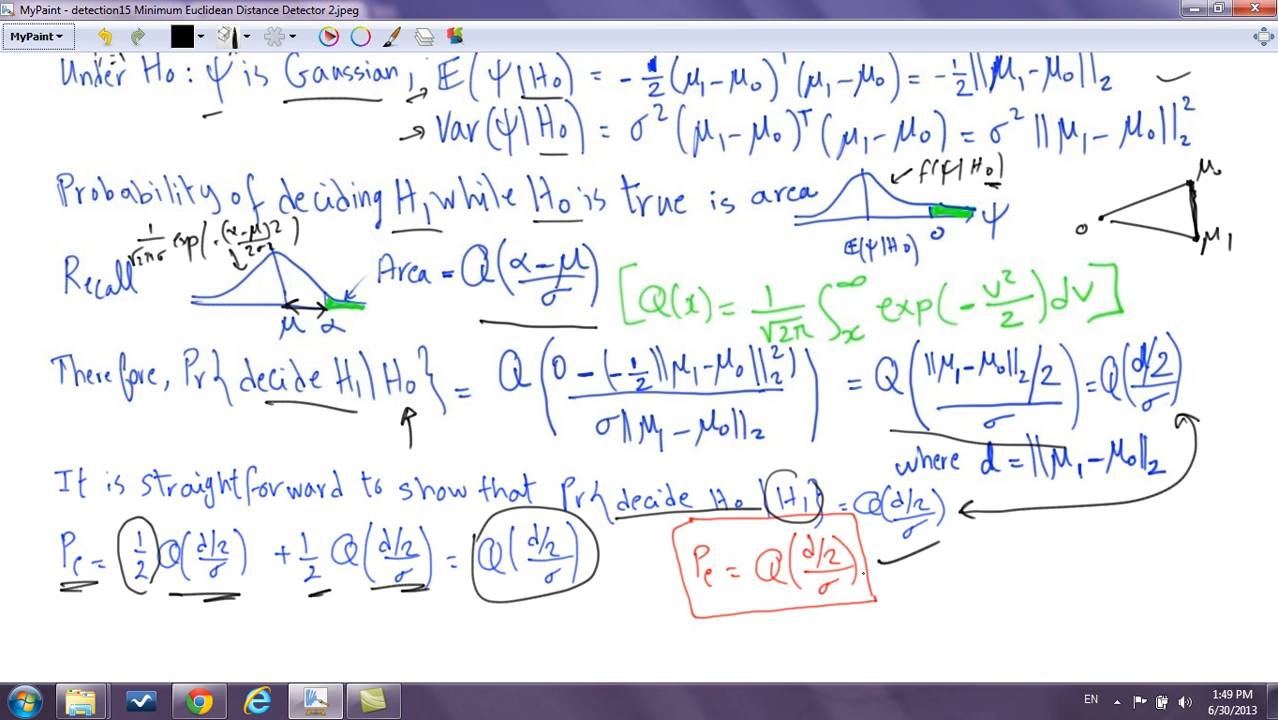 MyPaint - detection15 Minimum Euclidean Distance Detector 2.jpeg
MyPaint
Under H₀: ψ is Gaussian, → E(ψ|H₀) = -½(μ₁-μ₀)ᵀ(μ₁-μ₀) = -½‖μ₁-μ₀‖₂
→ Var(ψ|H₀) = σ²(μ₁-μ₀)ᵀ(μ₁-μ₀) = σ²‖μ₁-μ₀‖₂²
Probability of deciding H₁ while H₀ is true is area
f(ψ|H₀)
0 ψ
E(ψ|H₀)
μ₀
0
μ₁
Recall
1/√2πσ exp(-(x-μ)2/2σ2)
μ α
Area = Q((α-μ)/σ) [Q(x) = 1/√2π ∫ₓ^∞ exp(-v²/2)dv]
Therefore, Pr{decide H₁|H₀} = Q((0-(-½‖μ₁-μ₀‖₂²))/(σ‖μ₁-μ₀‖₂)) = Q((‖μ₁-μ₀‖₂/2)/σ) = Q((d/2)/σ)
where d = ‖μ₁-μ₀‖₂
It is straightforward to show that Pr{decide H₀|H₁} = Q((d/2)/σ)
Pe = ½Q((d/2)/σ) + ½Q((d/2)/σ) = Q((d/2)/σ)
Pe = Q((d/2)/σ)
EN
1:49 PM
6/30/2013